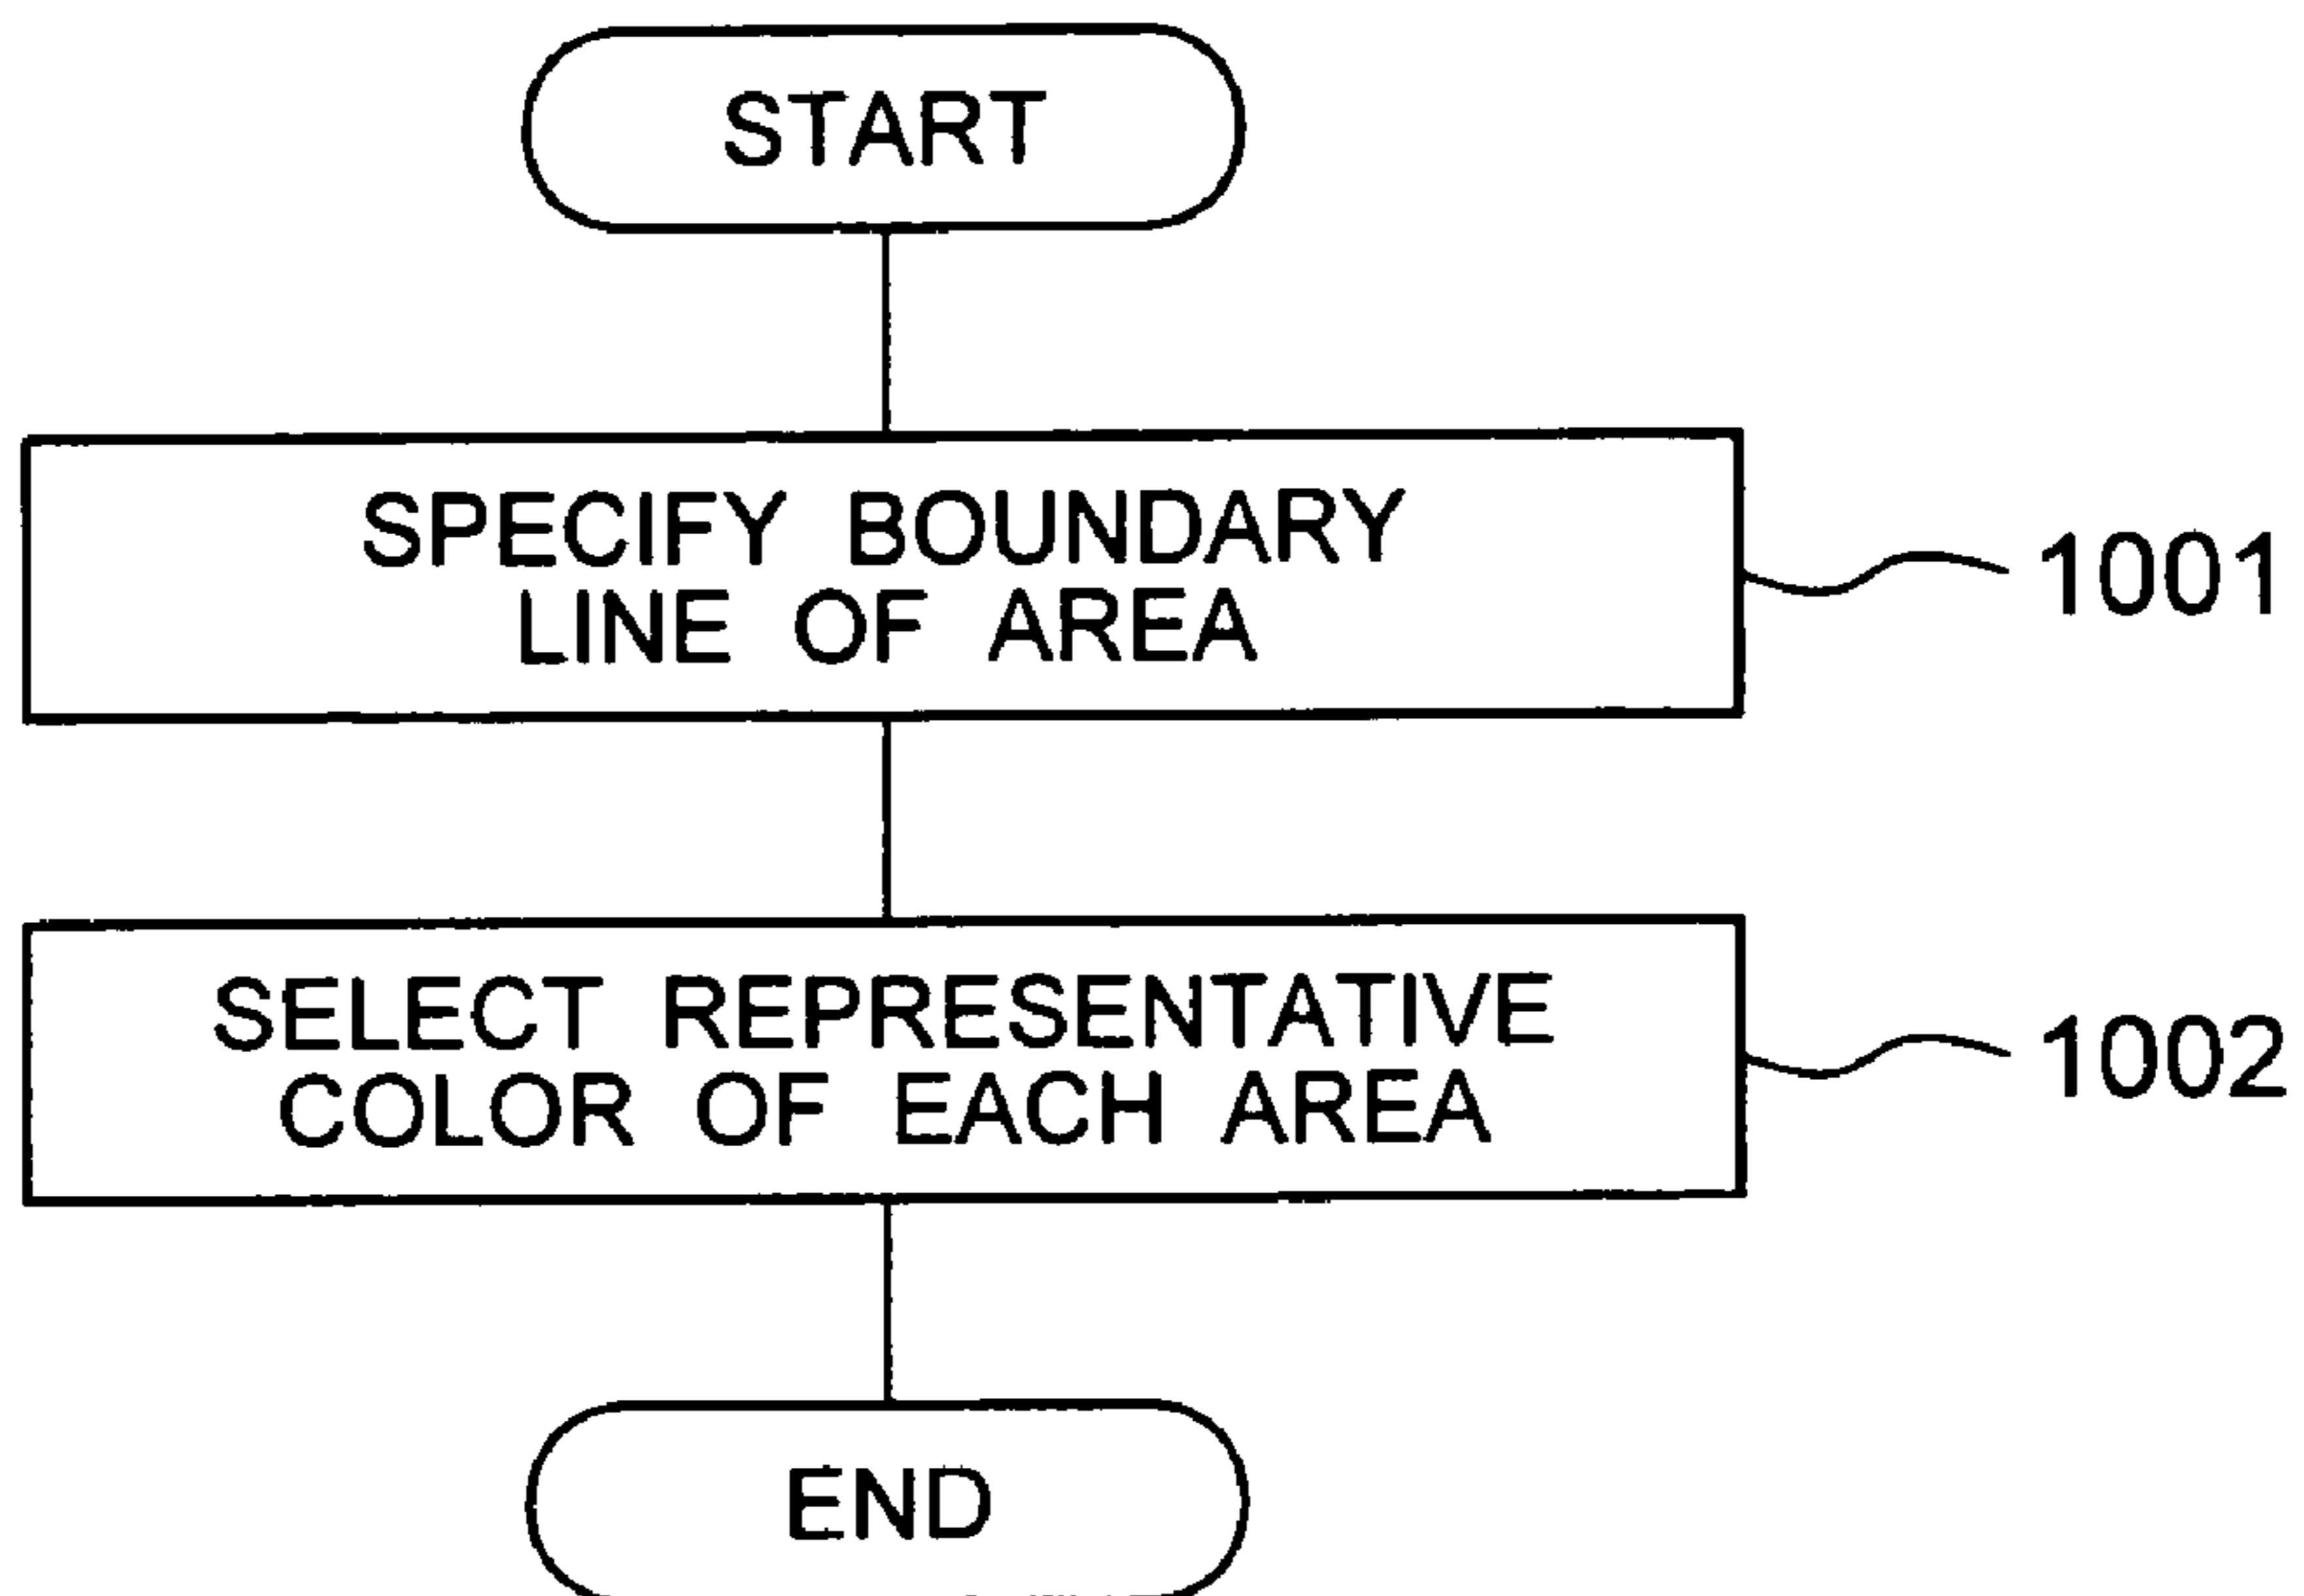 START
SPECIFY BOUNDARY
LINE OF AREA
1001
SELECT REPRESENTATIVE
COLOR OF EACH AREA
1002
END